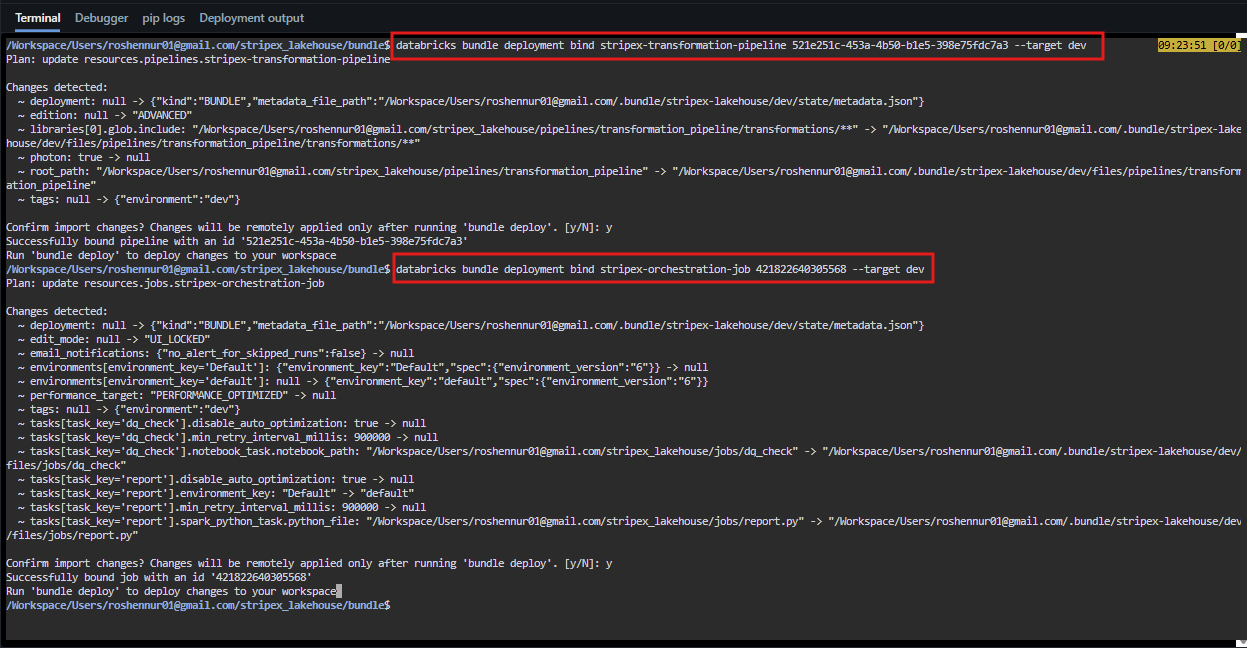 Terminal Debugger pip logs Deployment output
/Workspace/Users/roshennur01@gmail.com/stripex_lakehouse/bundle$ databricks bundle deployment bind stripex-transformation-pipeline 521e251c-453a-4b50-b1e5-398e75fdc7a3 --target dev 09:23:51 [0/0]
Plan: update resources.pipelines.stripex-transformation-pipeline
Changes detected:
~ deployment: null -> {"kind":"BUNDLE","metadata_file_path":"/Workspace/Users/roshennur01@gmail.com/.bundle/stripex-lakehouse/dev/state/metadata.json"}
~ edition: null -> "ADVANCED"
~ libraries[0].glob.include: "/Workspace/Users/roshennur01@gmail.com/stripex_lakehouse/pipelines/transformation_pipeline/transformations/**" -> "/Workspace/Users/roshennur01@gmail.com/.bundle/stripex-lake
house/dev/files/pipelines/transformation_pipeline/transformations/**"
~ photon: true -> null
~ root_path: "/Workspace/Users/roshennur01@gmail.com/stripex_lakehouse/pipelines/transformation_pipeline" -> "/Workspace/Users/roshennur01@gmail.com/.bundle/stripex-lakehouse/dev/files/pipelines/transform
ation_pipeline"
~ tags: null -> {"environment":"dev"}
Confirm import changes? Changes will be remotely applied only after running 'bundle deploy'. [y/N]: y
Successfully bound pipeline with an id '521e251c-453a-4b50-b1e5-398e75fdc7a3'
Run 'bundle deploy' to deploy changes to your workspace
/Workspace/Users/roshennur01@gmail.com/stripex_lakehouse/bundle$ databricks bundle deployment bind stripex-orchestration-job 421822640305568 --target dev
Plan: update resources.jobs.stripex-orchestration-job
Changes detected:
~ deployment: null -> {"kind":"BUNDLE","metadata_file_path":"/Workspace/Users/roshennur01@gmail.com/.bundle/stripex-lakehouse/dev/state/metadata.json"}
~ edit_mode: null -> "UI_LOCKED"
~ email_notifications: {"no_alert_for_skipped_runs":false} -> null
~ environments[environment_key='Default']: {"environment_key":"Default","spec":{"environment_version":"6"}} -> null
~ environments[environment_key='default']: null -> {"environment_key":"default","spec":{"environment_version":"6"}}
~ performance_target: "PERFORMANCE_OPTIMIZED" -> null
~ tags: null -> {"environment":"dev"}
~ tasks[task_key='dq_check'].disable_auto_optimization: true -> null
~ tasks[task_key='dq_check'].min_retry_interval_millis: 900000 -> null
~ tasks[task_key='dq_check'].notebook_task.notebook_path: "/Workspace/Users/roshennur01@gmail.com/stripex_lakehouse/jobs/dq_check" -> "/Workspace/Users/roshennur01@gmail.com/.bundle/stripex-lakehouse/dev/
files/jobs/dq_check"
~ tasks[task_key='report'].disable_auto_optimization: true -> null
~ tasks[task_key='report'].environment_key: "Default" -> "default"
~ tasks[task_key='report'].min_retry_interval_millis: 900000 -> null
~ tasks[task_key='report'].spark_python_task.python_file: "/Workspace/Users/roshennur01@gmail.com/stripex_lakehouse/jobs/report.py" -> "/Workspace/Users/roshennur01@gmail.com/.bundle/stripex-lakehouse/dev
/files/jobs/report.py"
Confirm import changes? Changes will be remotely applied only after running 'bundle deploy'. [y/N]: y
Successfully bound job with an id '421822640305568'
Run 'bundle deploy' to deploy changes to your workspace
/Workspace/Users/roshennur01@gmail.com/stripex_lakehouse/bundle$